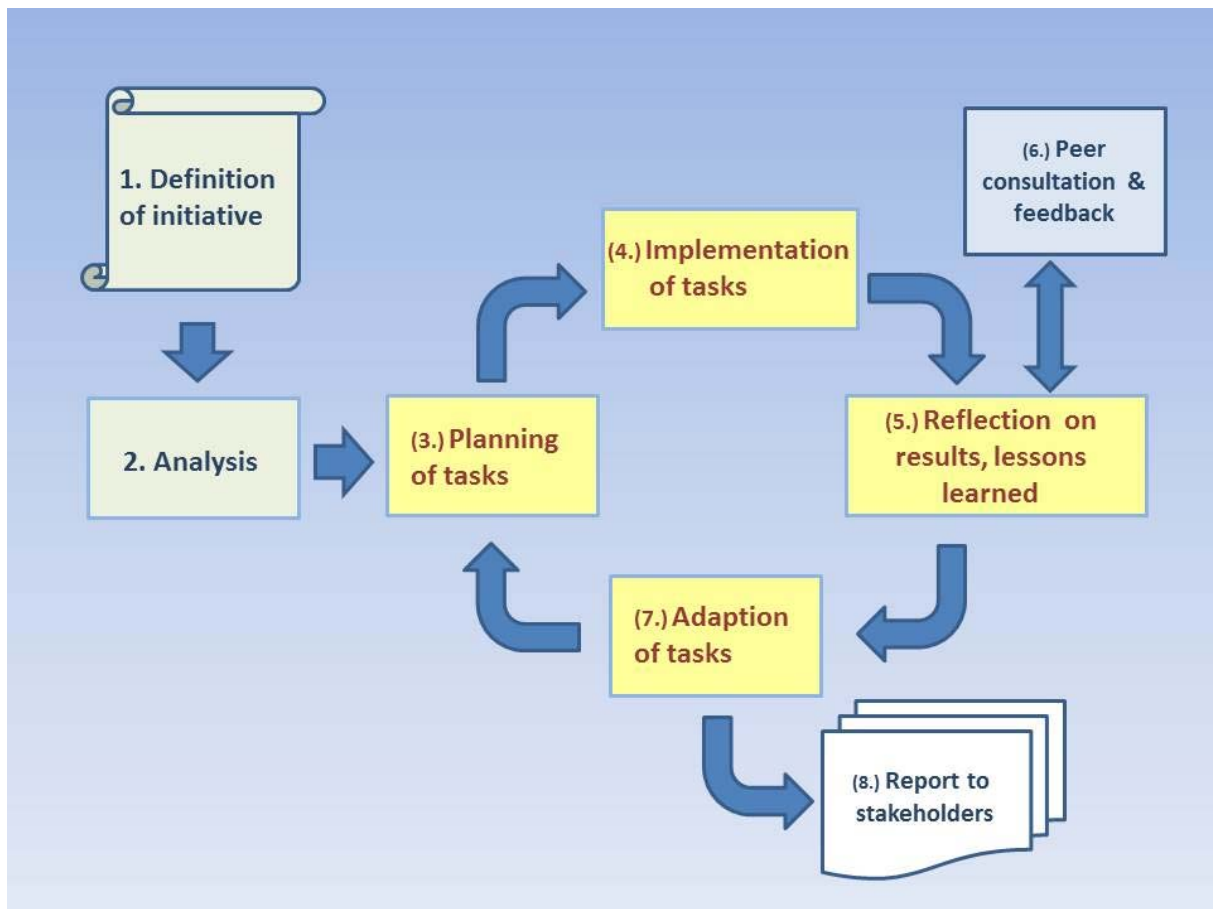 1. Definition
of initiative
2. Analysis
(3.) Planning
of tasks
(4.) Implementation
of tasks
(5.) Reflection on
results, lessons
learned
(6.) Peer
consultation &
feedback
(7.) Adaption
of tasks
(8.) Report to
stakeholders